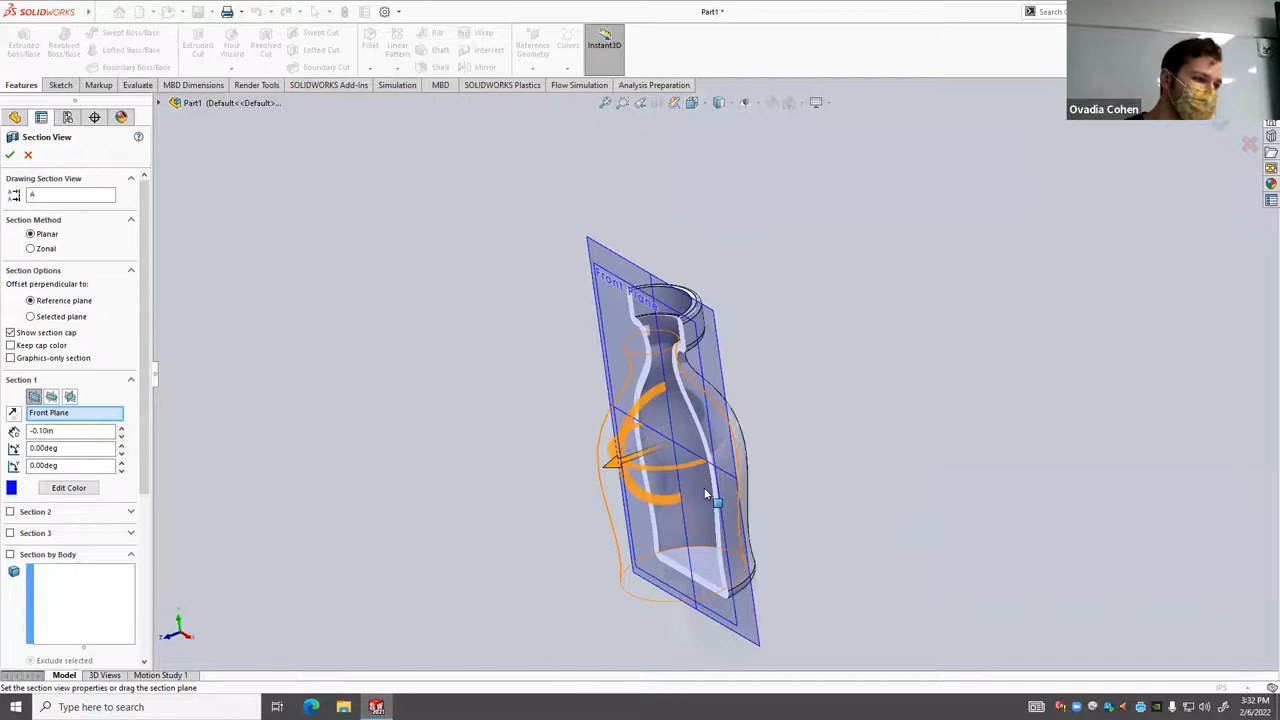 SOLIDWORKS
Part1 *
Search Co
Extruded Boss/Base
Revolved Boss/Base
Swept Boss/Base
Lofted Boss/Base
Boundary Boss/Base
Extruded Cut
Hole Wizard
Revolved Cut
Swept Cut
Lofted Cut
Boundary Cut
Fillet
Linear Pattern
Rib
Draft
Shell
Wrap
Intersect
Mirror
Reference Geometry
Curves
Instant3D
Features
Sketch
Markup
Evaluate
MBD Dimensions
Render Tools
SOLIDWORKS Add-Ins
Simulation
MBD
SOLIDWORKS Plastics
Flow Simulation
Analysis Preparation
Ovadia Cohen
Part1 (Default<<Default>...
Section View
Drawing Section View
A
Section Method
Planar
Zonal
Section Options
Offset perpendicular to:
Reference plane
Selected plane
Show section cap
Keep cap color
Graphics-only section
Section 1
Front Plane
-0.10in
0.00deg
0.00deg
Edit Color
Section 2
Section 3
Section by Body
Exclude selected
Front Plane
Y
Z
X
Model
3D Views
Motion Study 1
Set the section view properties or drag the section plane
IPS
Type here to search
2021
3:32 PM
2/6/2022